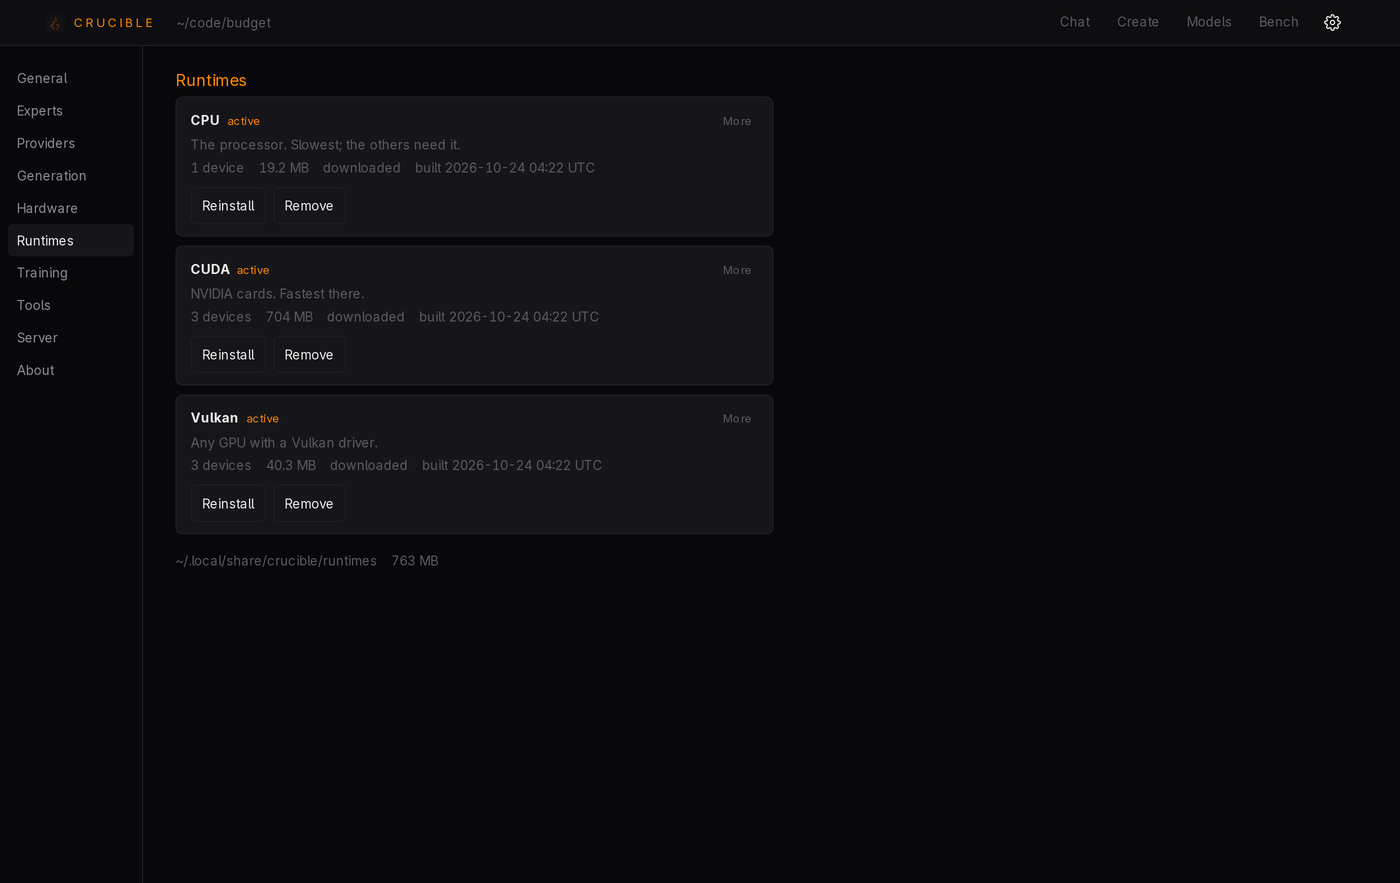 CRUCIBLE ~/code/budget Chat Create Models Bench
General
Experts
Providers
Generation
Hardware
Runtimes
Training
Tools
Server
About
Runtimes
CPU active More
The processor. Slowest; the others need it.
1 device 19.2 MB downloaded built 2026-10-24 04:22 UTC
Reinstall Remove
CUDA active More
NVIDIA cards. Fastest there.
3 devices 704 MB downloaded built 2026-10-24 04:22 UTC
Reinstall Remove
Vulkan active More
Any GPU with a Vulkan driver.
3 devices 40.3 MB downloaded built 2026-10-24 04:22 UTC
Reinstall Remove
~/.local/share/crucible/runtimes 763 MB